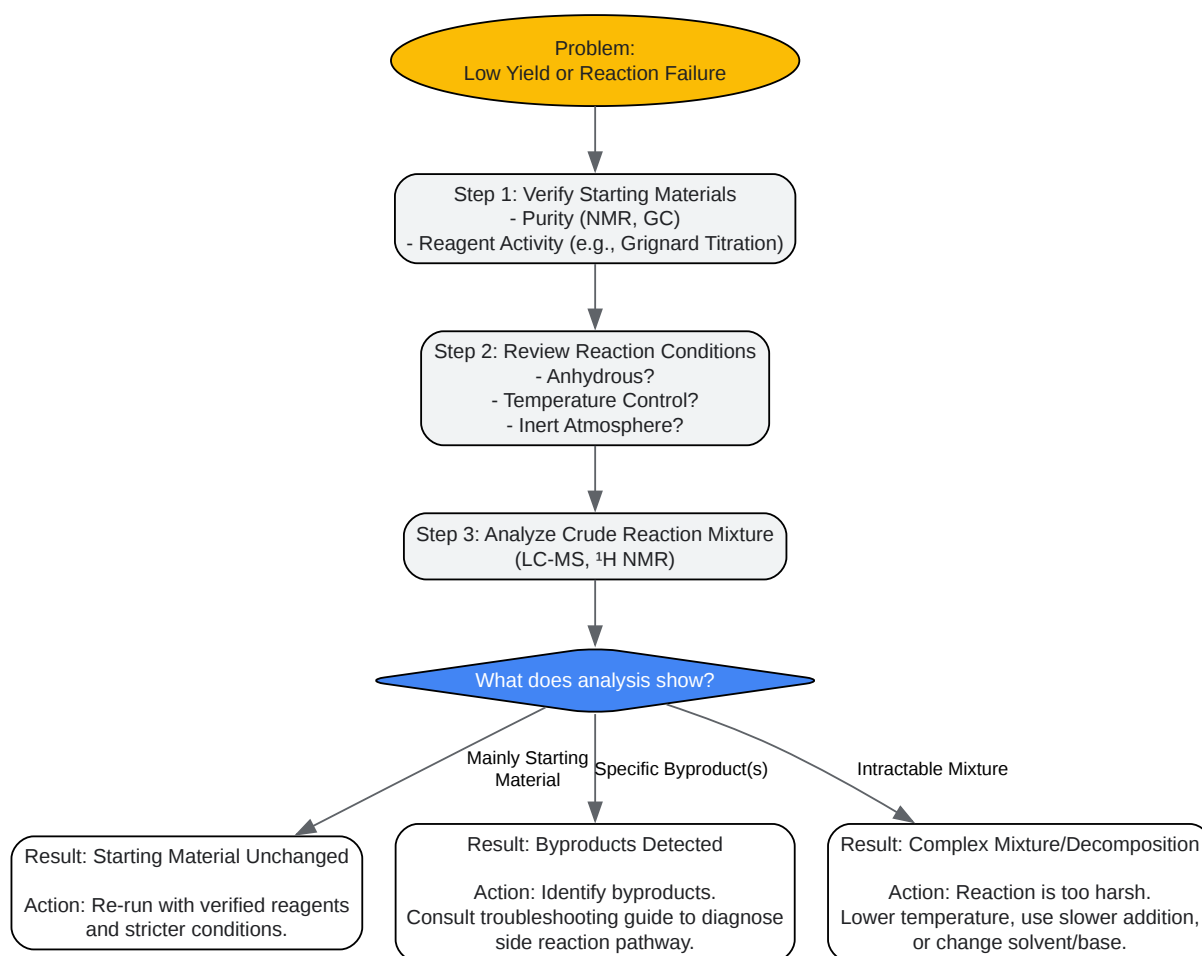 Problem:
Low Yield or Reaction Failure
Step 1: Verify Starting Materials
- Purity (NMR, GC)
- Reagent Activity (e.g., Grignard Titration)
Step 2: Review Reaction Conditions
- Anhydrous?
- Temperature Control?
- Inert Atmosphere?
Step 3: Analyze Crude Reaction Mixture
(LC-MS, ¹H NMR)
What does analysis show?
Mainly Starting
Material
Specific Byproduct(s)
Intractable Mixture
Result: Starting Material Unchanged
Action: Re-run with verified reagents
and stricter conditions.
Result: Byproducts Detected
Action: Identify byproducts.
Consult troubleshooting guide to diagnose
side reaction pathway.
Result: Complex Mixture/Decomposition
Action: Reaction is too harsh.
Lower temperature, use slower addition,
or change solvent/base.